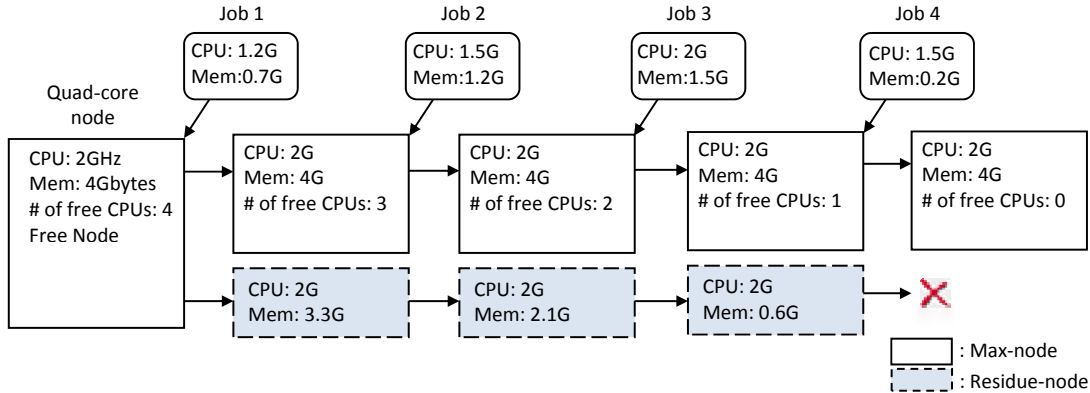 Job 1
Job 2
Job 3
Job 4
CPU: 1.2G
Mem:0.7G
CPU: 1.5G
Mem:1.2G
CPU: 2G
Mem:1.5G
CPU: 1.5G
Mem:0.2G
Quad-core
node
CPU: 2GHz
Mem: 4Gbytes
# of free CPUs: 4
Free Node
CPU: 2G
Mem: 4G
# of free CPUs: 3
CPU: 2G
Mem: 4G
# of free CPUs: 2
CPU: 2G
Mem: 4G
# of free CPUs: 1
CPU: 2G
Mem: 4G
# of free CPUs: 0
CPU: 2G
Mem: 3.3G
CPU: 2G
Mem: 2.1G
CPU: 2G
Mem: 0.6G
: Max-node
: Residue-node